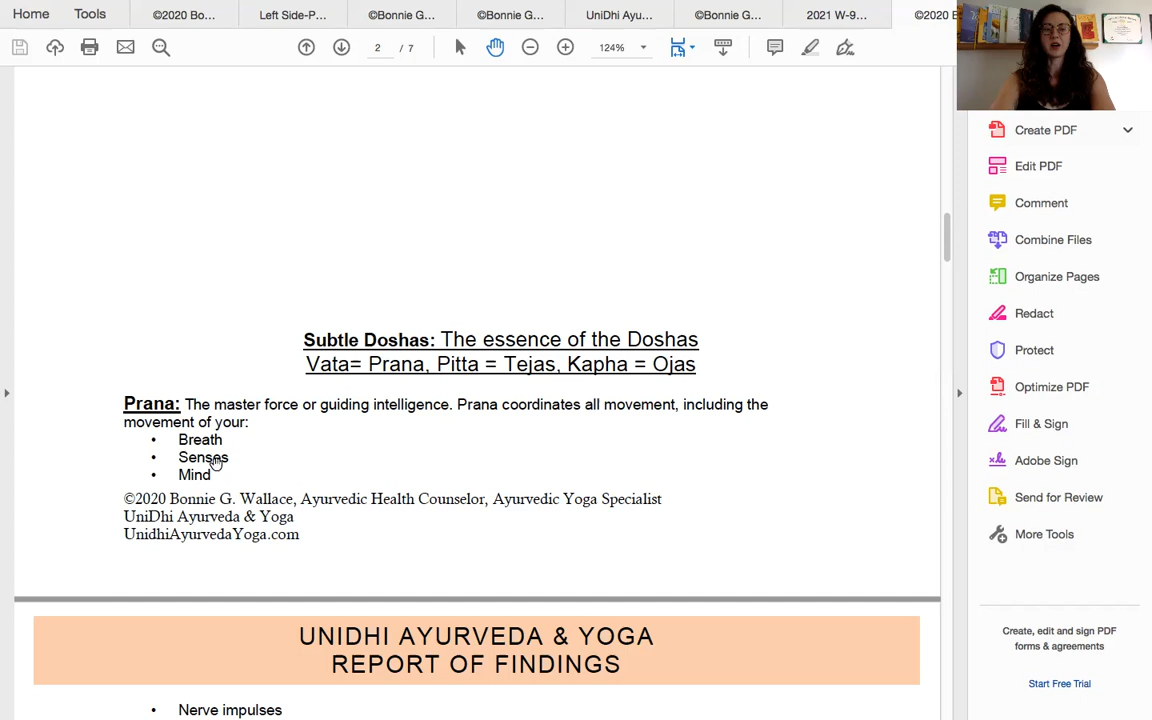 Home
Tools
©2020 Bo...
Left Side-P...
©Bonnie G...
©Bonnie G...
UniDhi Ayu...
©Bonnie G...
2021 W-9...
©2020 B
2 / 7
124%
Create PDF
Edit PDF
Comment
Combine Files
Organize Pages
Redact
Protect
Optimize PDF
Fill & Sign
Adobe Sign
Send for Review
More Tools
Create, edit and sign PDF
forms & agreements
Start Free Trial
Subtle Doshas: The essence of the Doshas
Vata= Prana, Pitta = Tejas, Kapha = Ojas
Prana: The master force or guiding intelligence. Prana coordinates all movement, including the
movement of your:
• Breath
• Senses
• Mind
©2020 Bonnie G. Wallace, Ayurvedic Health Counselor, Ayurvedic Yoga Specialist
UniDhi Ayurveda & Yoga
UnidhiAyurvedaYoga.com
UNIDHI AYURVEDA & YOGA
REPORT OF FINDINGS
• Nerve impulses